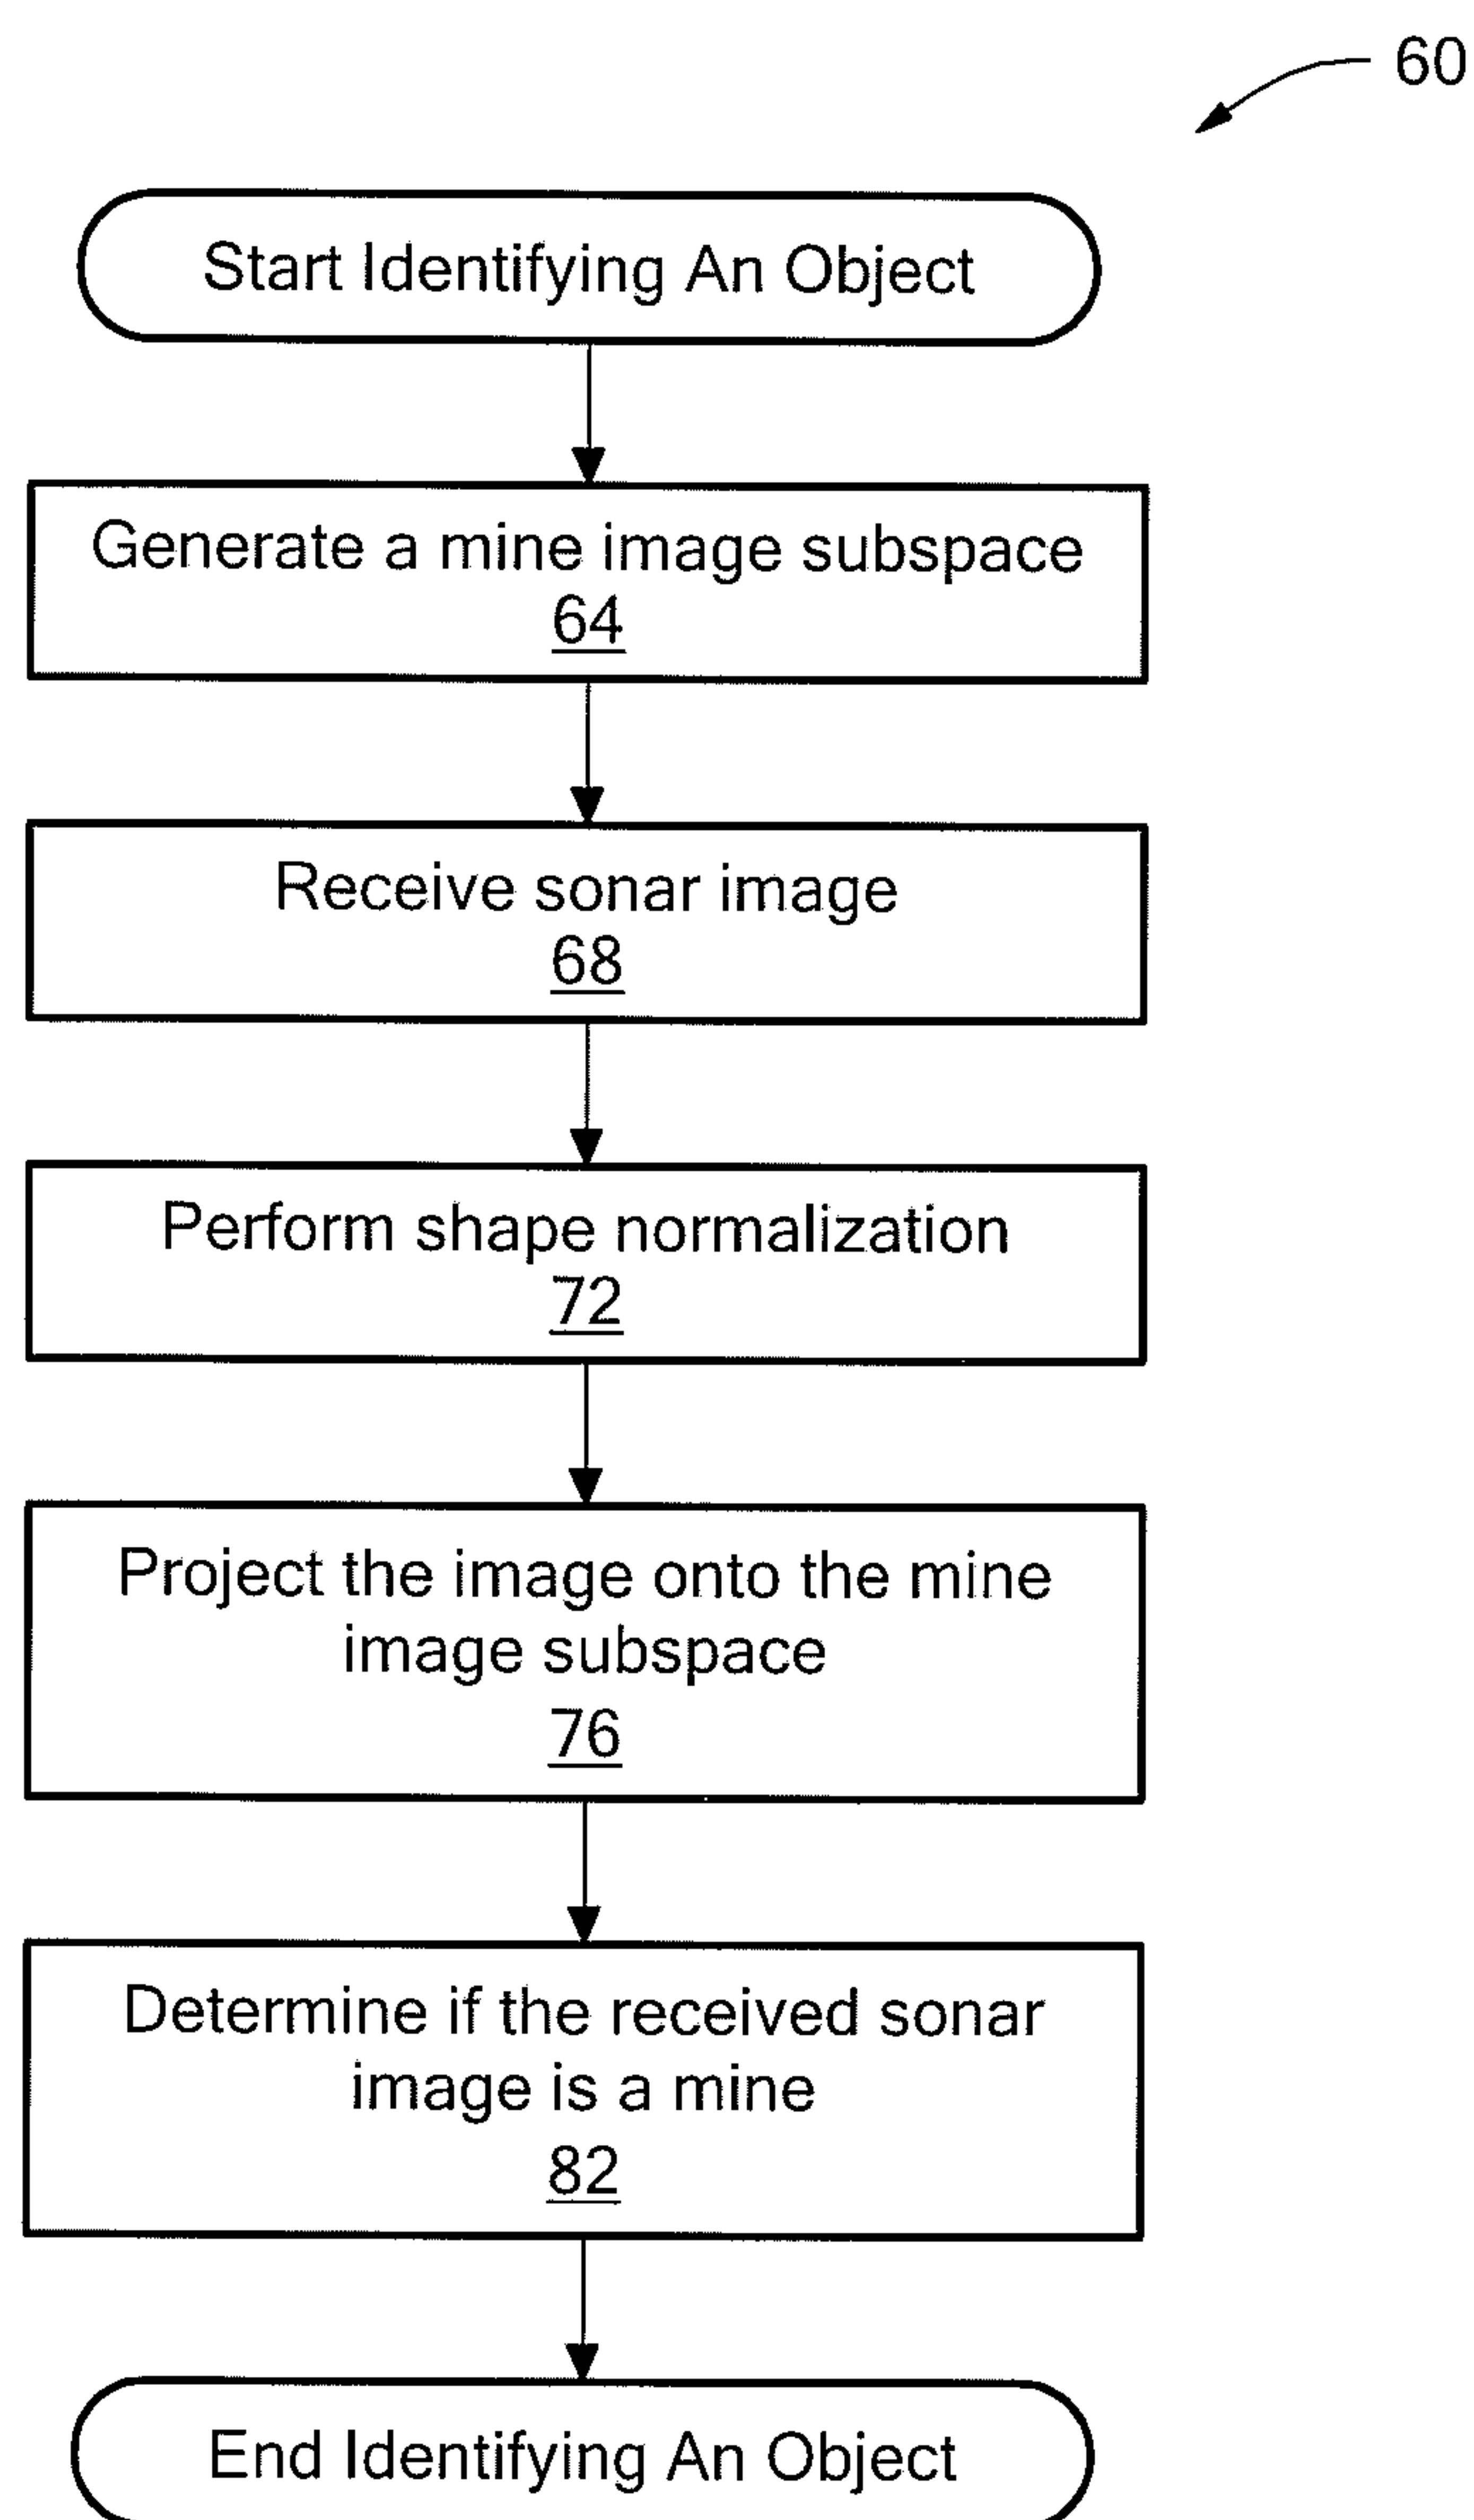 60
Start Identifying An Object
Generate a mine image subspace
64
Receive sonar image
68
Perform shape normalization
72
Project the image onto the mine
image subspace
76
Determine if the received sonar
image is a mine
82
End Identifying An Object